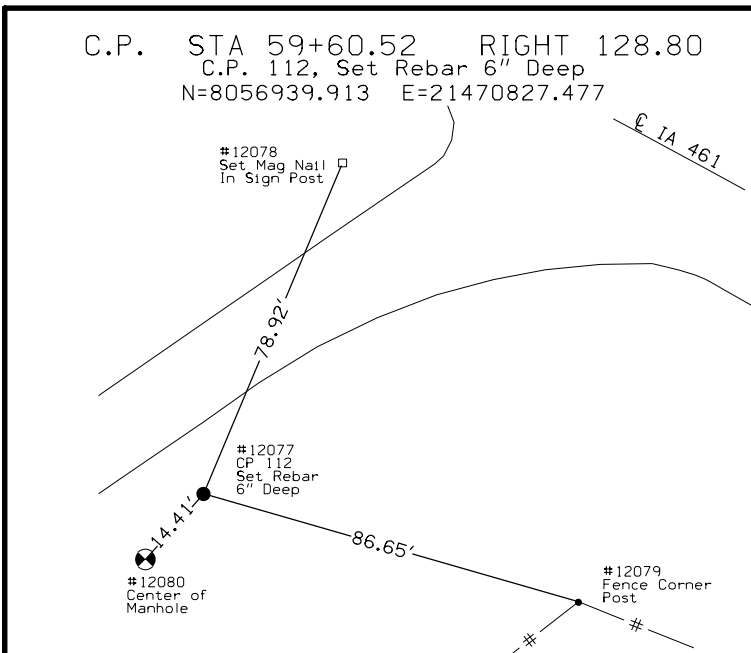 C.P. STA 59+60.52 RIGHT 128.80
C.P. 112, Set Rebar 6" Deep
N=8056939.913 E=21470827.477
℄ IA 461
#12078
Set Mag Nail
In Sign Post
78.92'
#12077
CP 112
Set Rebar
6" Deep
14.41'
86.65'
#12080
Center of
Manhole
#12079
Fence Corner
Post